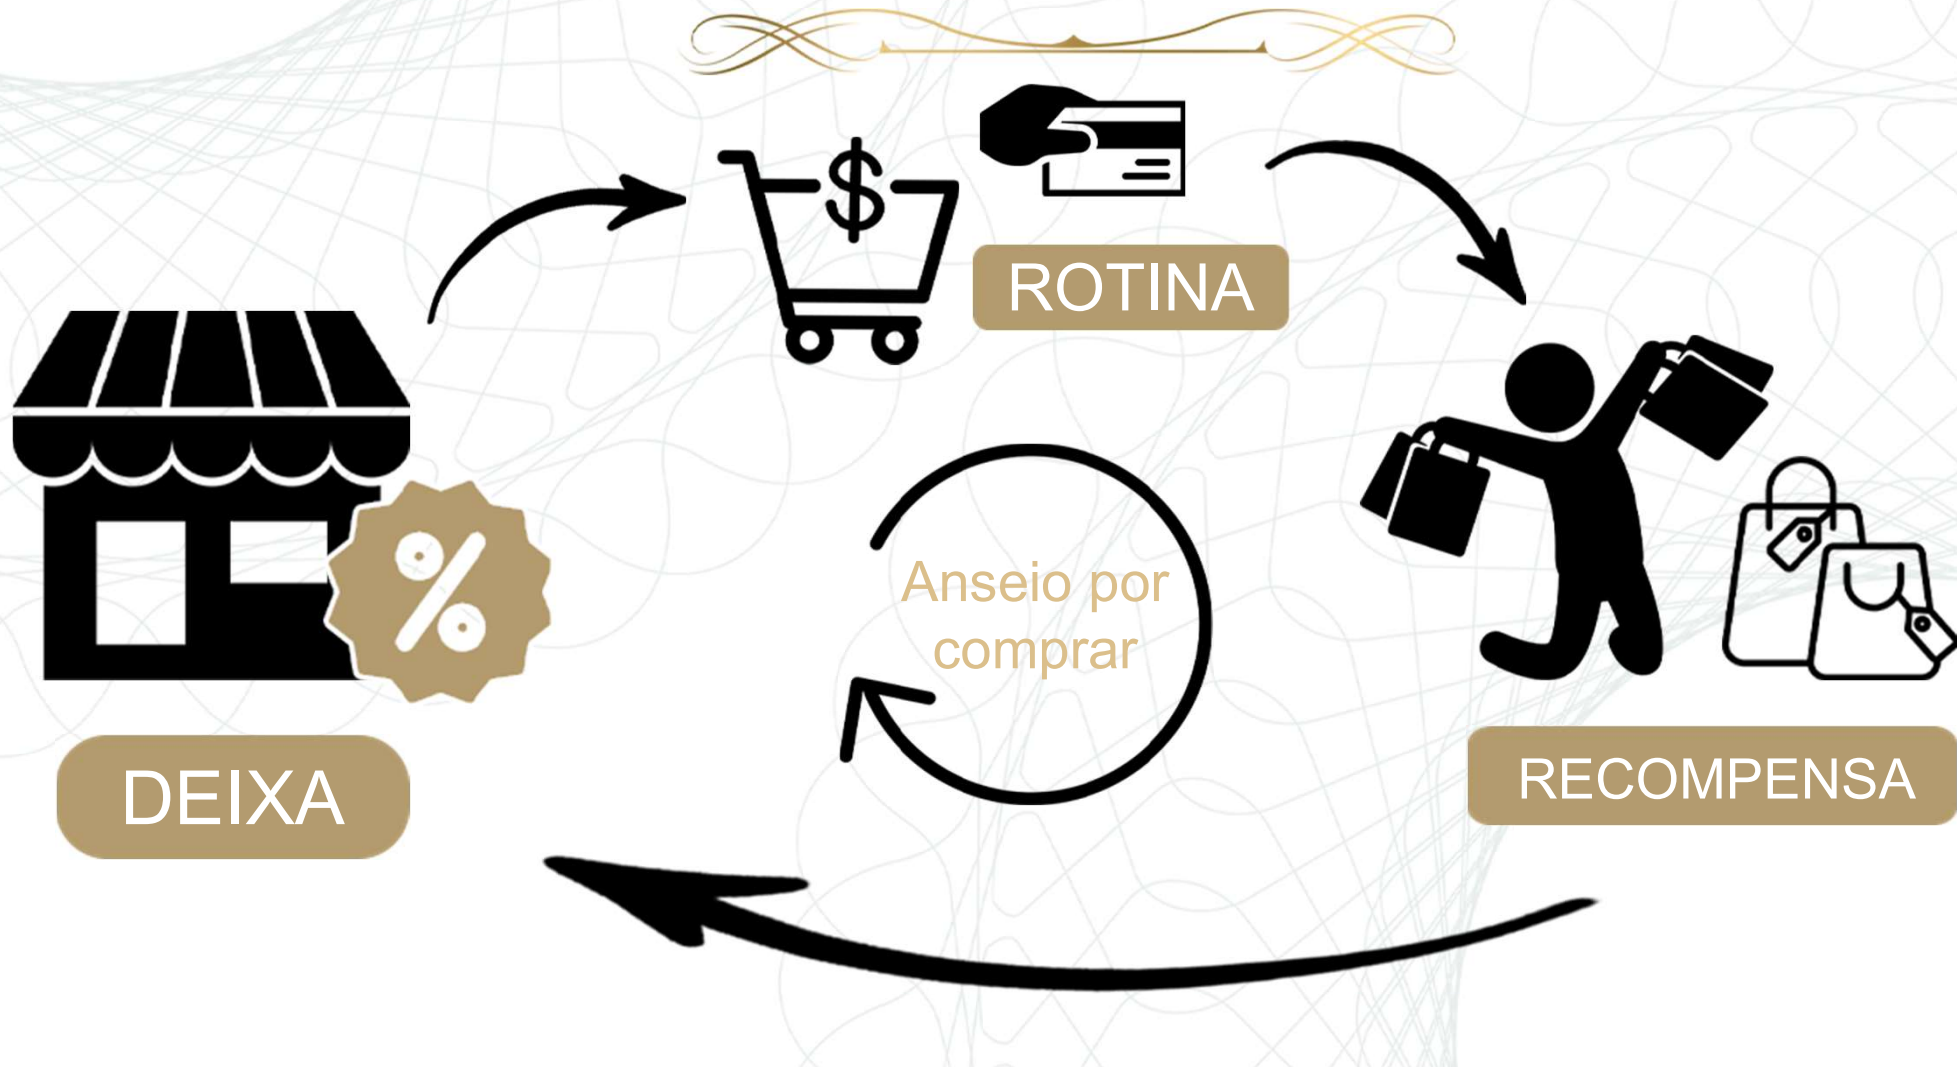 ROTINA
Anseio por
comprar
DEIXA
RECOMPENSA
$
%